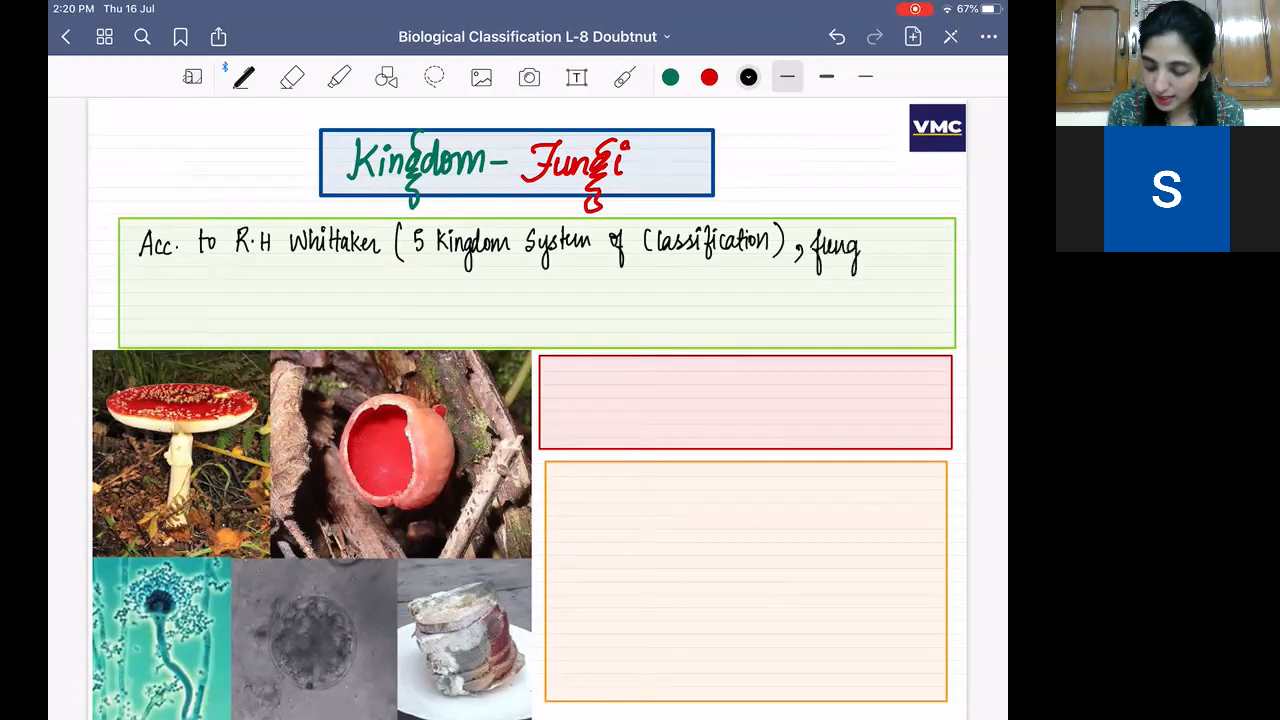 2:20 PM Thu 16 Jul
67%
Biological Classification L-8 Doubtnut
T
VMC
Kingdom - Fungi
Acc. to R.H Whittaker ( 5 Kingdom System of Classification) , fung
S